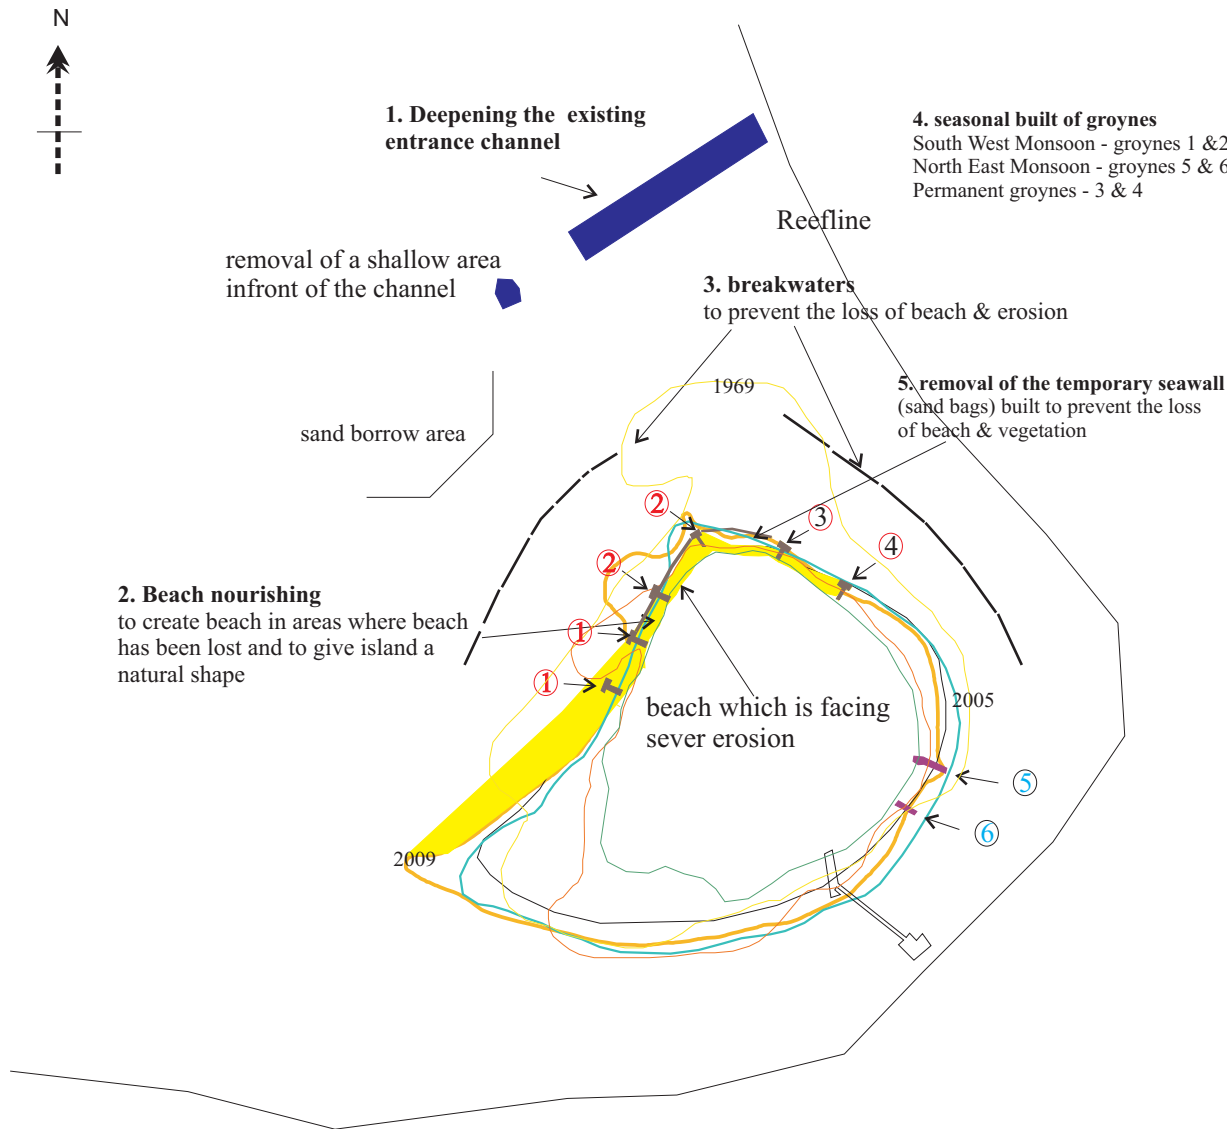 N
1. Deepening the existing
entrance channel
4. seasonal built of groynes
South West Monsoon - groynes 1 &2
North East Monsoon - groynes 5 & 6
Permanent groynes - 3 & 4
Reefline
removal of a shallow area
infront of the channel
3. breakwaters
to prevent the loss of beach & erosion
1969
5. removal of the temporary seawall
(sand bags) built to prevent the loss
of beach & vegetation
sand borrow area
2
3
4
2
2. Beach nourishing
to create beach in areas where beach
has been lost and to give island a
natural shape
1
1
beach which is facing
sever erosion
2005
5
6
2009